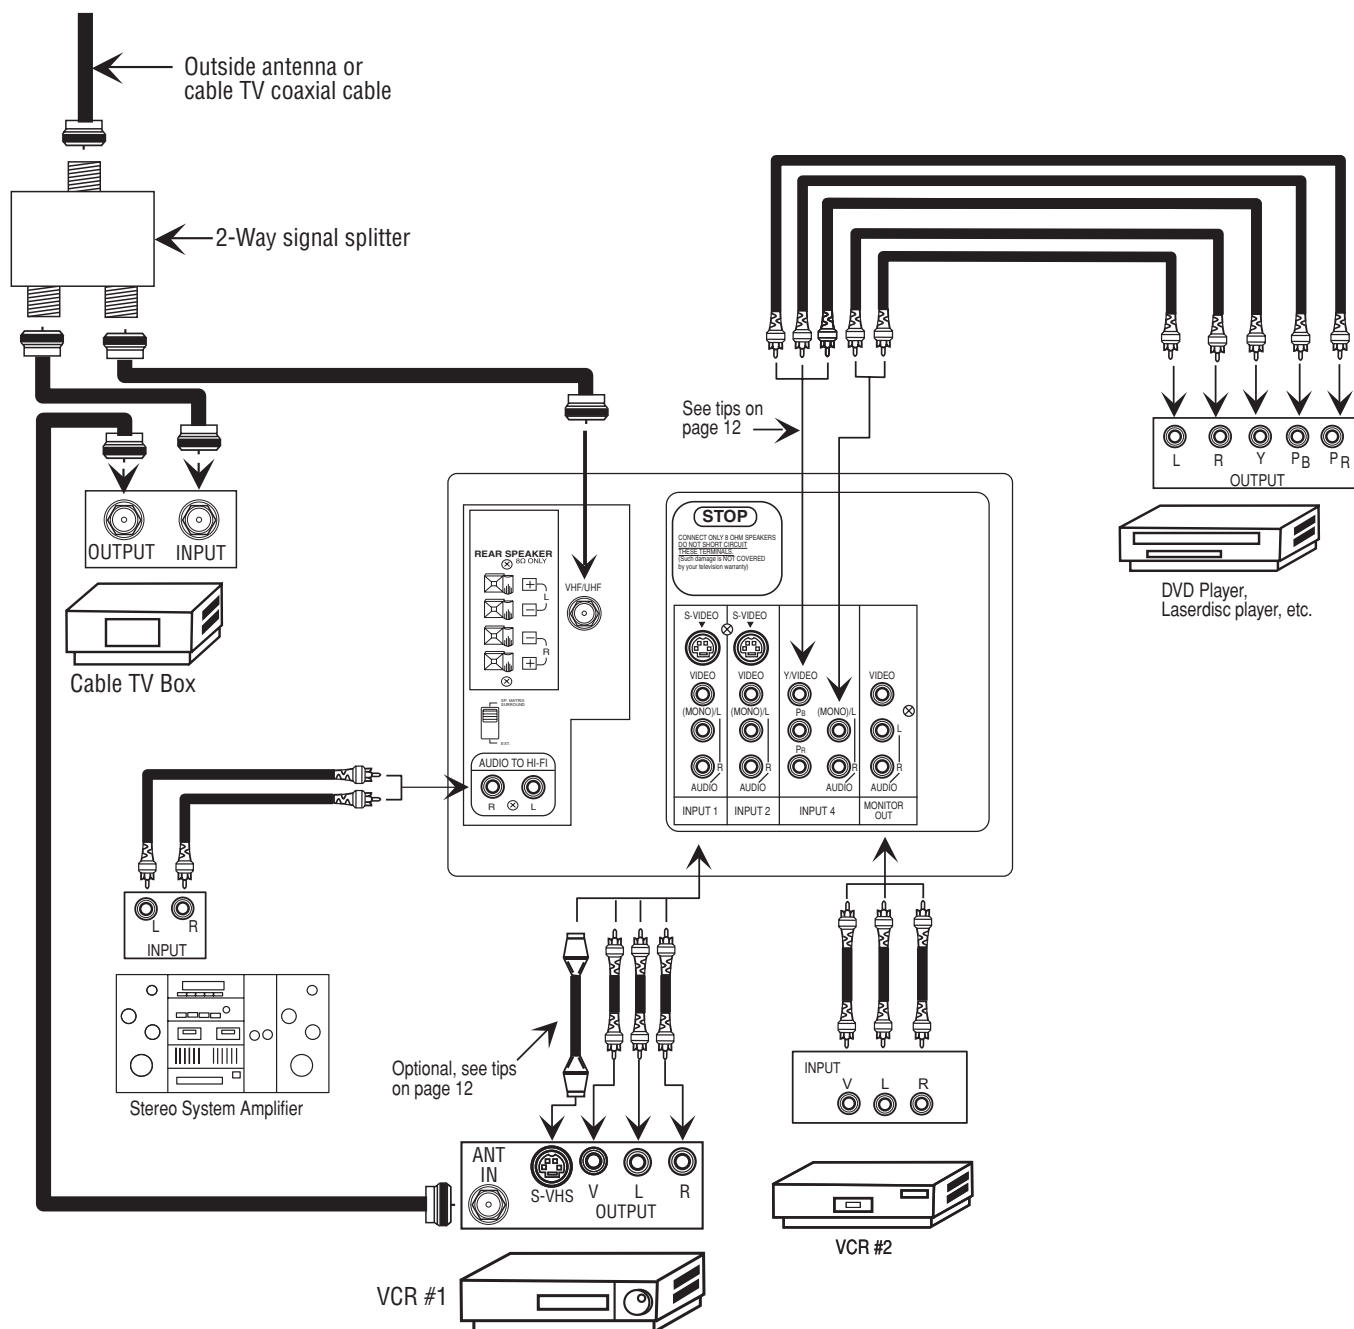 Outside antenna or
cable TV coaxial cable
2-Way signal splitter
See tips on
page 12
L R Y PB PR
OUTPUT
DVD Player,
Laserdisc player, etc.
OUTPUT INPUT
Cable TV Box
REAR SPEAKER
8Ω ONLY
+
L
−
−
R
+
VHF/UHF
SP. MATRIX
SURROUND
EXT.
AUDIO TO HI-FI
R L
STOP
CONNECT ONLY 8 OHM SPEAKERS
DO NOT SHORT CIRCUIT
THESE TERMINALS.
(Such damage is NOT COVERED
by your television warranty)
S-VIDEO S-VIDEO
VIDEO VIDEO Y/VIDEO VIDEO
(MONO)/L (MONO)/L PB (MONO)/L L
PR
R R R R
AUDIO AUDIO AUDIO AUDIO
INPUT 1 INPUT 2 INPUT 4 MONITOR
OUT
L R
INPUT
Stereo System Amplifier
Optional, see tips
on page 12
ANT
IN
S-VHS V L R
OUTPUT
VCR #1
INPUT
V L R
VCR #2